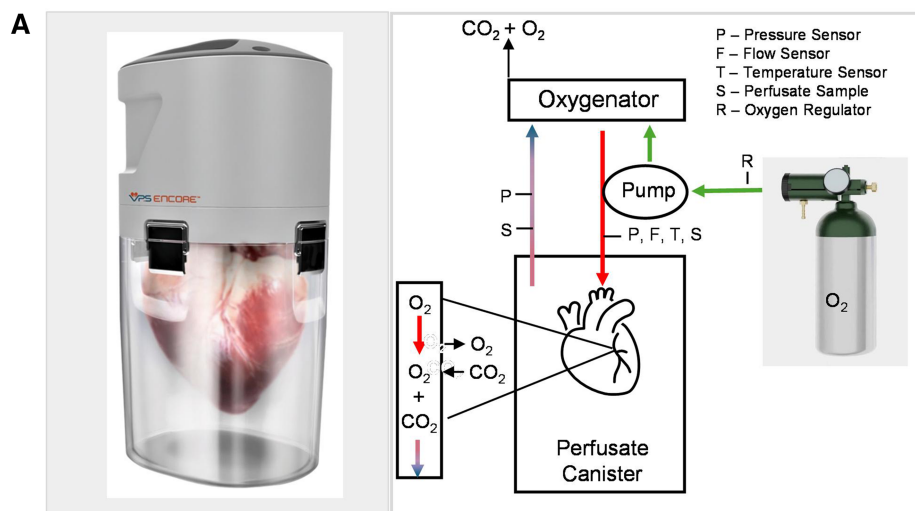 A
VPS ENCORE™
CO₂ + O₂
Oxygenator
P – Pressure Sensor
F – Flow Sensor
T – Temperature Sensor
S – Perfusate Sample
R – Oxygen Regulator
R
Pump
P
S
P, F, T, S
O₂
O₂
O₂
O₂
CO₂
+
CO₂
Perfusate
Canister